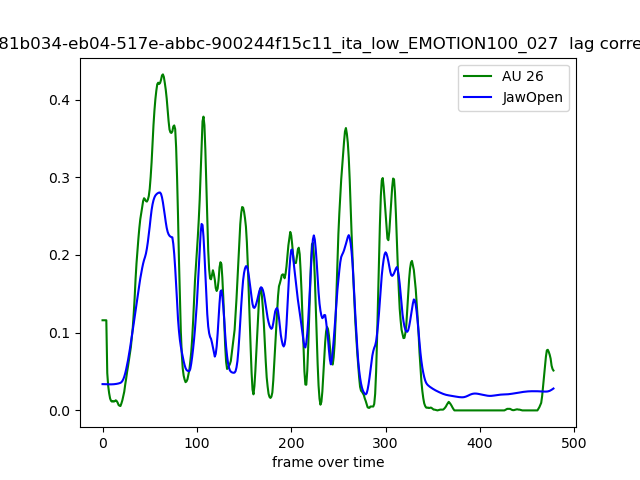 81b034-eb04-517e-abbc-900244f15c11_ita_low_EMOTION100_027 lag corre
AU 26
JawOpen
0.4
0.3
0.2
0.1
0.0
0 100 200 300 400 500
frame over time